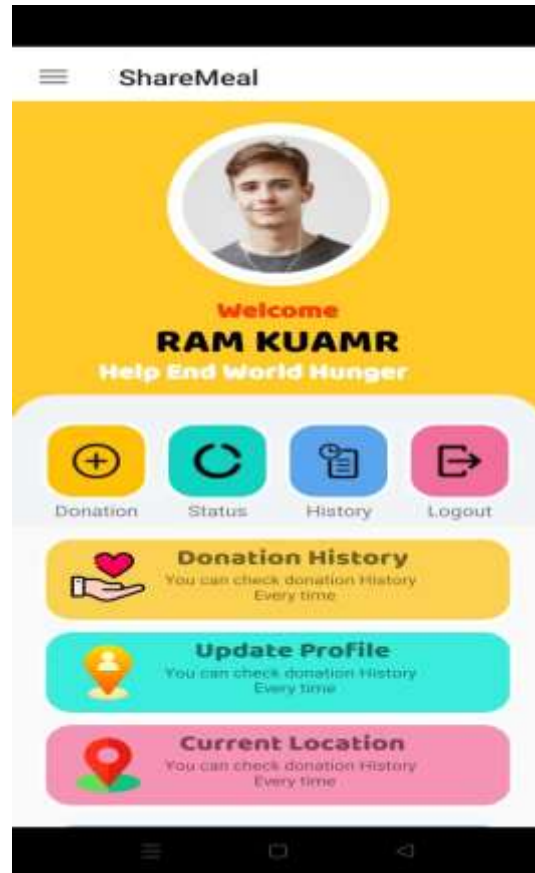 ShareMeal
Welcome
RAM KUAMR
Help End World Hunger
Donation Status History Logout
Donation History
You can check donation History
Every time
Update Profile
You can check donation History
Every time
Current Location
You can check donation History
Every time